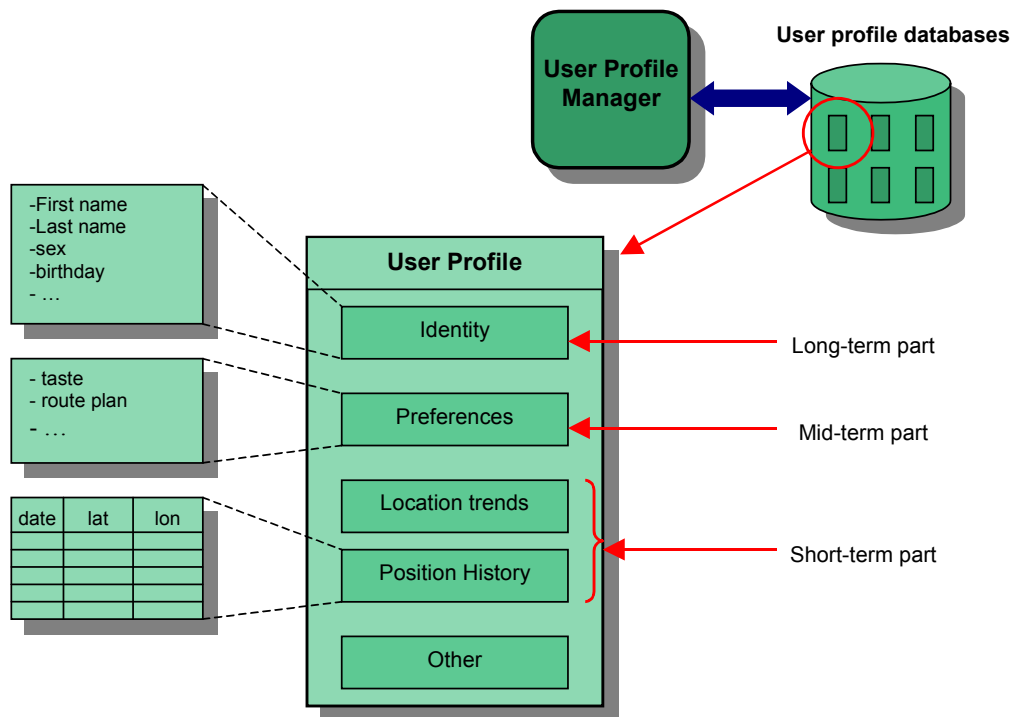 User profile databases
User Profile
Manager
-First name
-Last name
-sex
-birthday
- …
User Profile
Identity
Long-term part
- taste
- route plan
- …
Preferences
Mid-term part
Location trends
date lat lon
Position History
Short-term part
Other